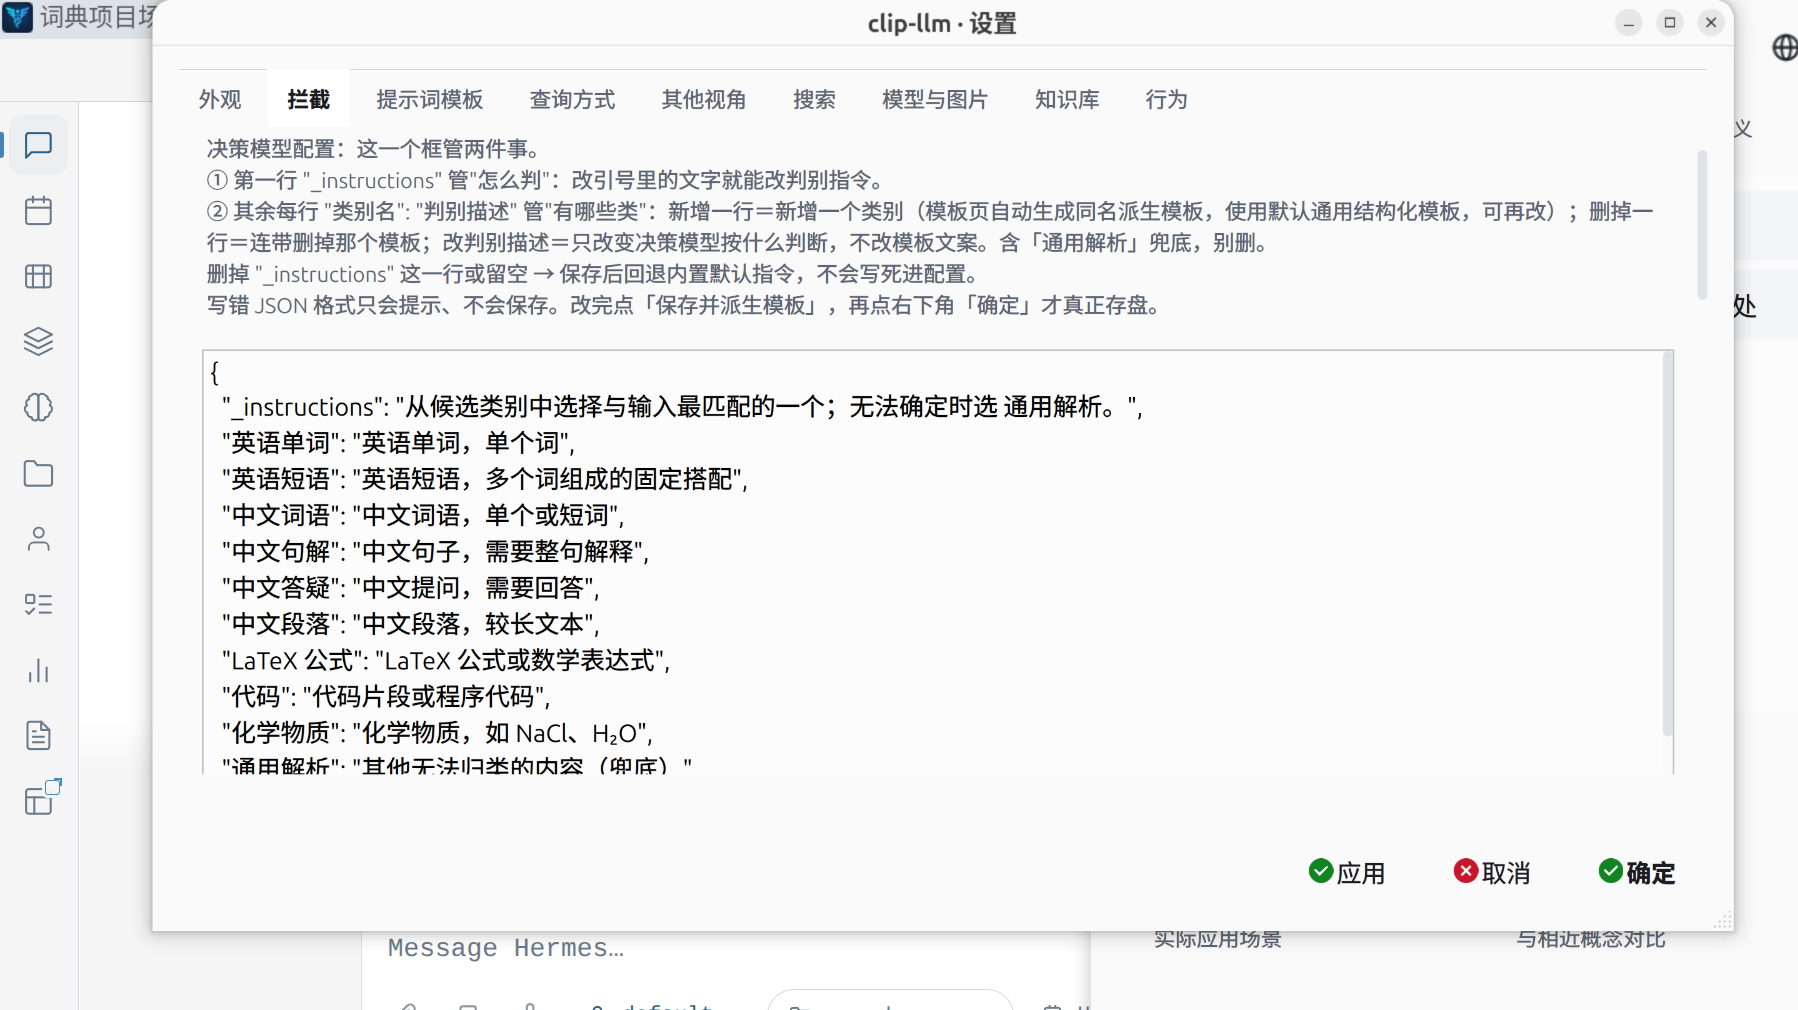 词典项目场
clip-llm · 设置
外观 拦截 提示词模板 查询方式 其他视角 搜索 模型与图片 知识库 行为
义
决策模型配置：这一个框管两件事。
① 第一行 "_instructions" 管"怎么判"：改引号里的文字就能改判别指令。
② 其余每行 "类别名": "判别描述" 管"有哪些类"：新增一行＝新增一个类别（模板页自动生成同名派生模板，使用默认通用结构化模板，可再改）；删掉一
行＝连带删掉那个模板；改判别描述＝只改变决策模型按什么判断，不改模板文案。含「通用解析」兜底，别删。
删掉 "_instructions" 这一行或留空 → 保存后回退内置默认指令，不会写死进配置。
写错 JSON 格式只会提示、不会保存。改完点「保存并派生模板」，再点右下角「确定」才真正存盘。
处
{
"_instructions": "从候选类别中选择与输入最匹配的一个；无法确定时选 通用解析。",
"英语单词": "英语单词，单个词",
"英语短语": "英语短语，多个词组成的固定搭配",
"中文词语": "中文词语，单个或短词",
"中文句解": "中文句子，需要整句解释",
"中文答疑": "中文提问，需要回答",
"中文段落": "中文段落，较长文本",
"LaTeX 公式": "LaTeX 公式或数学表达式",
"代码": "代码片段或程序代码",
"化学物质": "化学物质，如 NaCl、H₂O",
"通用解析": "其他无法归类的内容（兜底）"
应用 取消 确定
Message Hermes…
实际应用场景 与相近概念对比
default